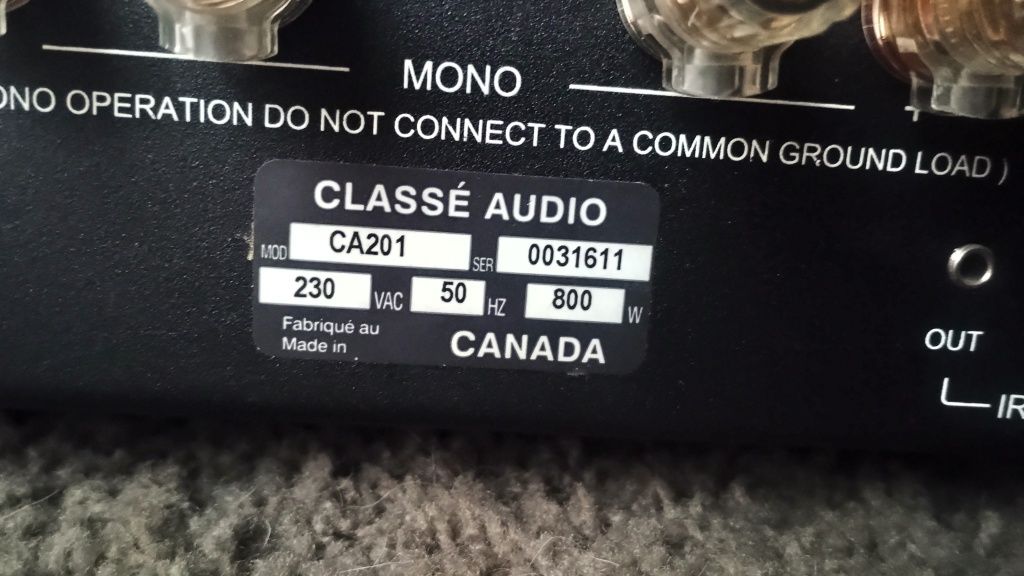 MONO
OPERATION DO NOT CONNECT TO A COMMON GROUND LOAD )
CLASSÉ AUDIO
MOD CA201 SER 0031611
230 VAC 50 HZ 800 W
Fabriqué au
Made in CANADA
OUT
IR